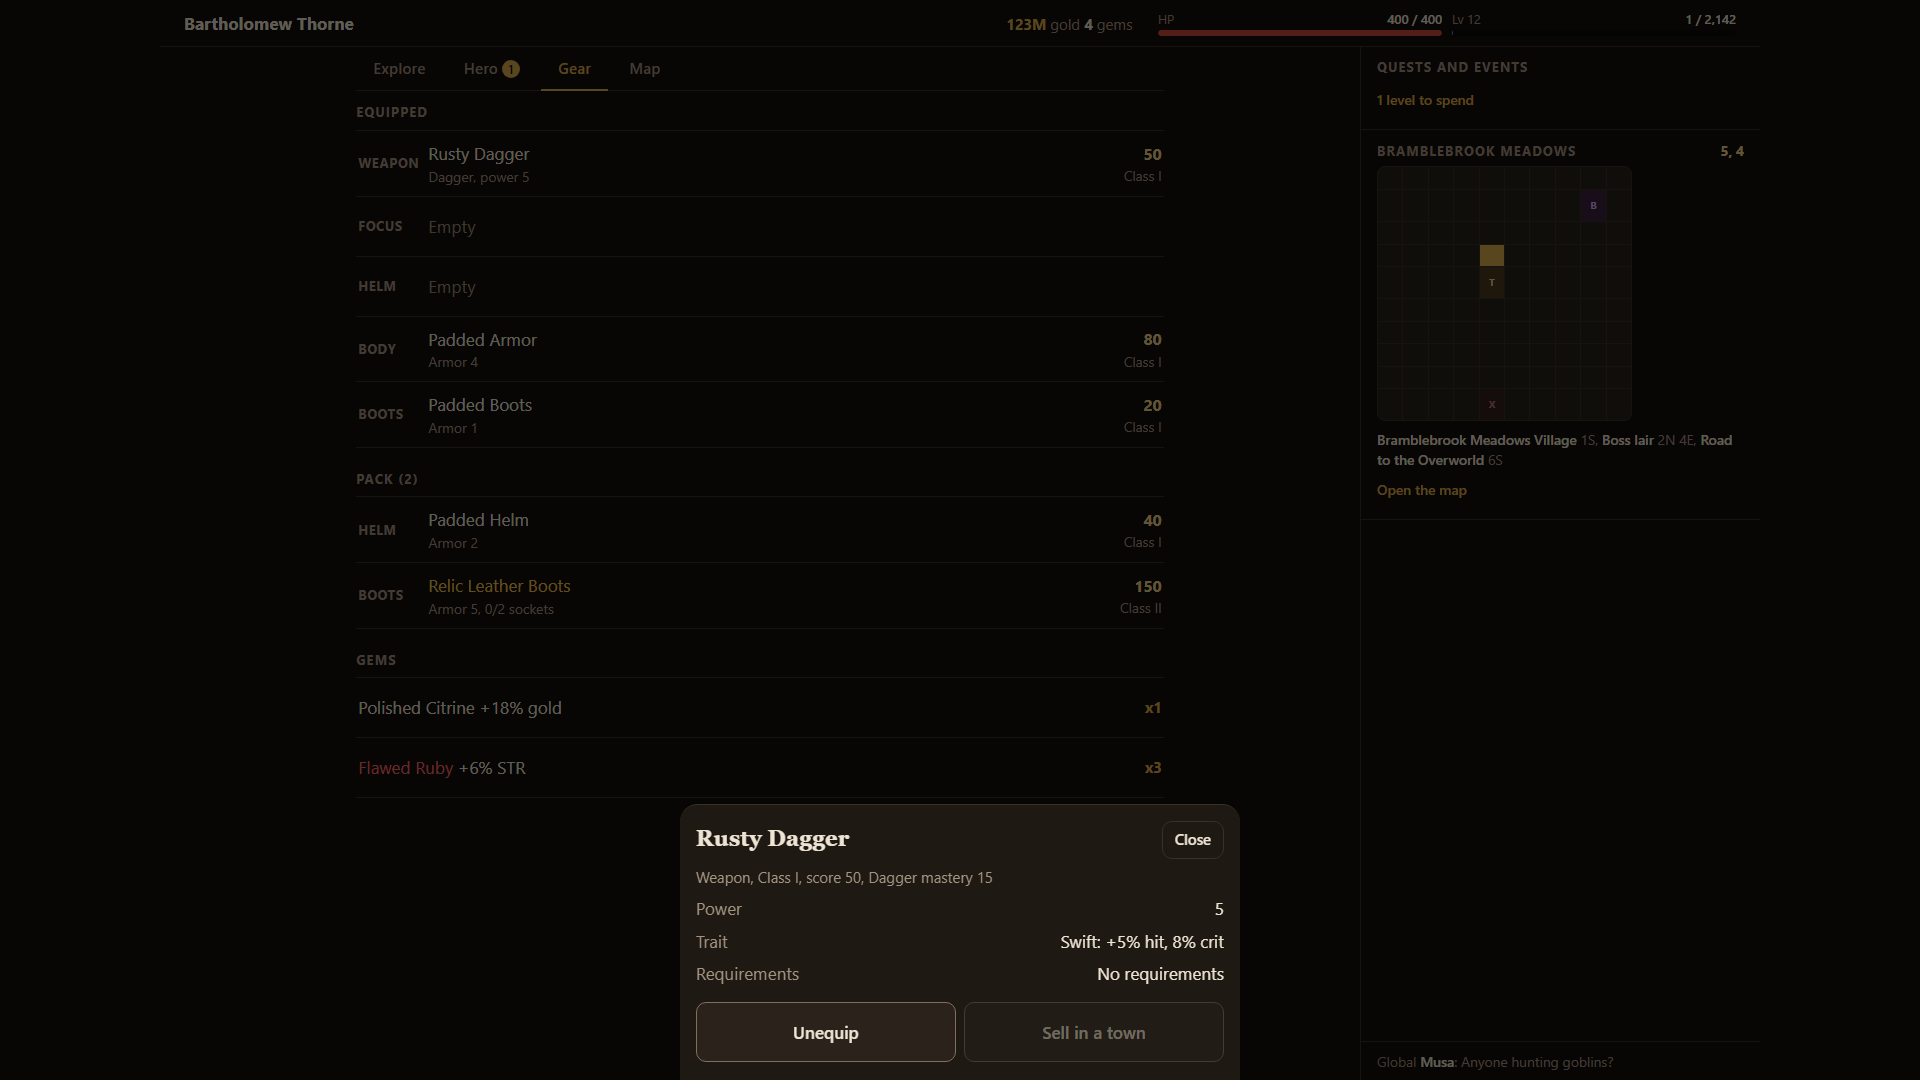 Bartholomew Thorne
123M gold 4 gems
HP 400 / 400
Lv 12 1 / 2,142
Explore Hero 1 Gear Map
EQUIPPED
WEAPON Rusty Dagger 50
Dagger, power 5 Class I
FOCUS Empty
HELM Empty
BODY Padded Armor 80
Armor 4 Class I
BOOTS Padded Boots 20
Armor 1 Class I
PACK (2)
HELM Padded Helm 40
Armor 2 Class I
BOOTS Relic Leather Boots 150
Armor 5, 0/2 sockets Class II
GEMS
Polished Citrine +18% gold x1
Flawed Ruby +6% STR x3
QUESTS AND EVENTS
1 level to spend
BRAMBLEBROOK MEADOWS 5, 4
B
T
X
Bramblebrook Meadows Village 1S, Boss lair 2N 4E, Road
to the Overworld 6S
Open the map
Rusty Dagger Close
Weapon, Class I, score 50, Dagger mastery 15
Power 5
Trait Swift: +5% hit, 8% crit
Requirements No requirements
Unequip Sell in a town
Global Musa: Anyone hunting goblins?